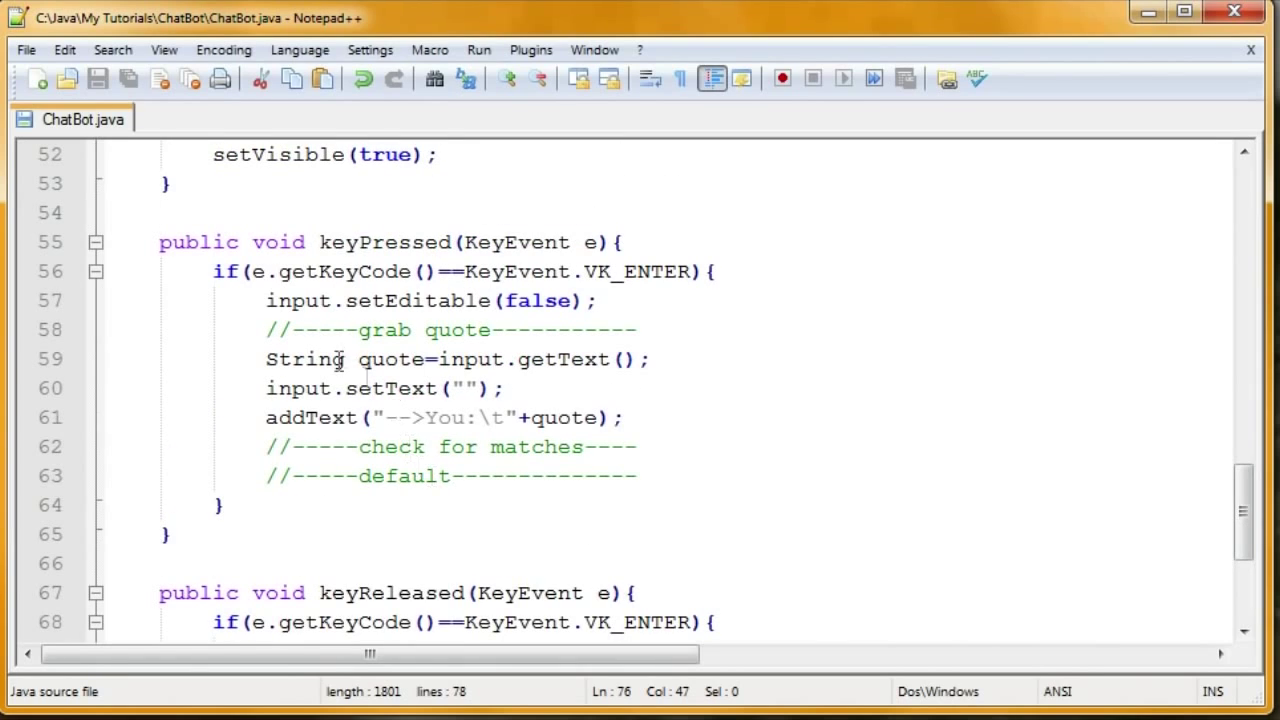 C:\Java\My Tutorials\ChatBot\ChatBot.java - Notepad++
File Edit Search View Encoding Language Settings Macro Run Plugins Window ? X
ABC
ChatBot.java
52 setVisible(true);
53 }
54
55 public void keyPressed(KeyEvent e){
56 if(e.getKeyCode()==KeyEvent.VK_ENTER){
57 input.setEditable(false);
58 //-----grab quote-----------
59 String quote=input.getText();
60 input.setText("");
61 addText("-->You:\t"+quote);
62 //-----check for matches----
63 //-----default--------------
64 }
65 }
66
67 public void keyReleased(KeyEvent e){
68 if(e.getKeyCode()==KeyEvent.VK_ENTER){
Java source file length : 1801 lines : 78 Ln : 76 Col : 47 Sel : 0 Dos\Windows ANSI INS